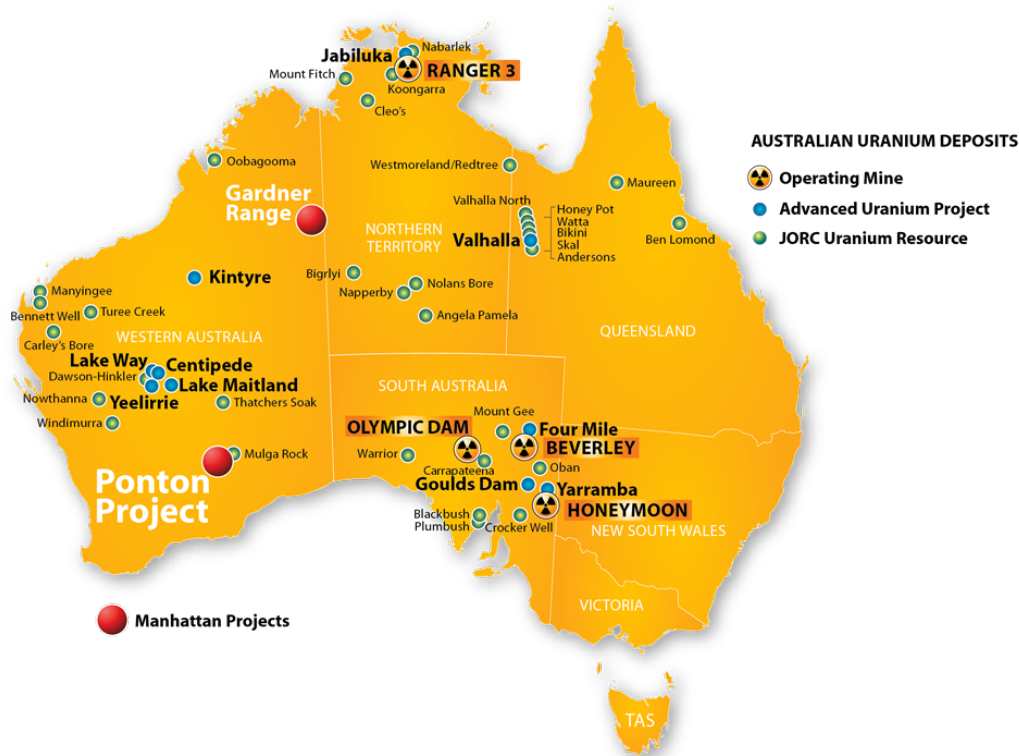 Jabiluka
Nabarlek
RANGER 3
Mount Fitch
Koongarra
Cleo's
Oobagooma
Westmoreland/Redtree
Maureen
Gardner
Range
NORTHERN
TERRITORY
Valhalla North
Honey Pot
Watta
Bikini
Skal
Andersons
Valhalla
Ben Lomond
Kintyre
Bigrlyi
Napperby
Nolans Bore
Angela Pamela
Manyingee
Bennett Well
Turee Creek
Carley's Bore
WESTERN AUSTRALIA
QUEENSLAND
Lake Way
Centipede
Dawson-Hinkler
Lake Maitland
Nowthanna
Yeelirrie
Thatchers Soak
Windimurra
SOUTH AUSTRALIA
Mount Gee
OLYMPIC DAM
Four Mile
BEVERLEY
Warrior
Carrapateena
Oban
Mulga Rock
Ponton
Project
Goulds Dam
Yarramba
HONEYMOON
Blackbush
Plumbush
Crocker Well
NEW SOUTH WALES
VICTORIA
TAS
AUSTRALIAN URANIUM DEPOSITS
Operating Mine
Advanced Uranium Project
JORC Uranium Resource
Manhattan Projects